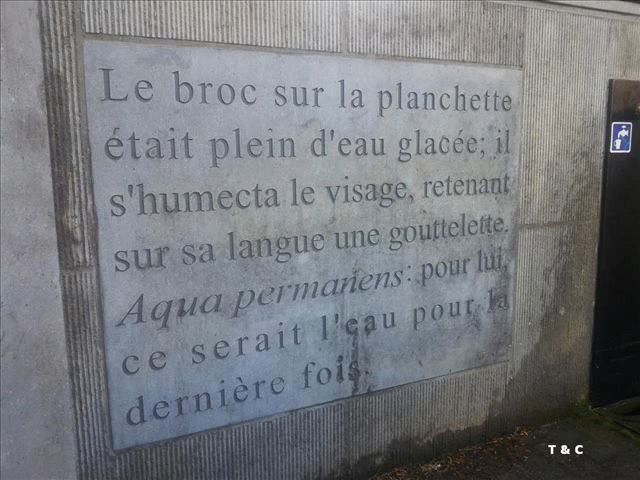 Le broc sur la planchette
était plein d'eau glacée; il
s'humecta le visage, retenant
sur sa langue une gouttelette.
Aqua permanens: pour lui,
ce serait l'eau pour la
dernière fois.
T & C